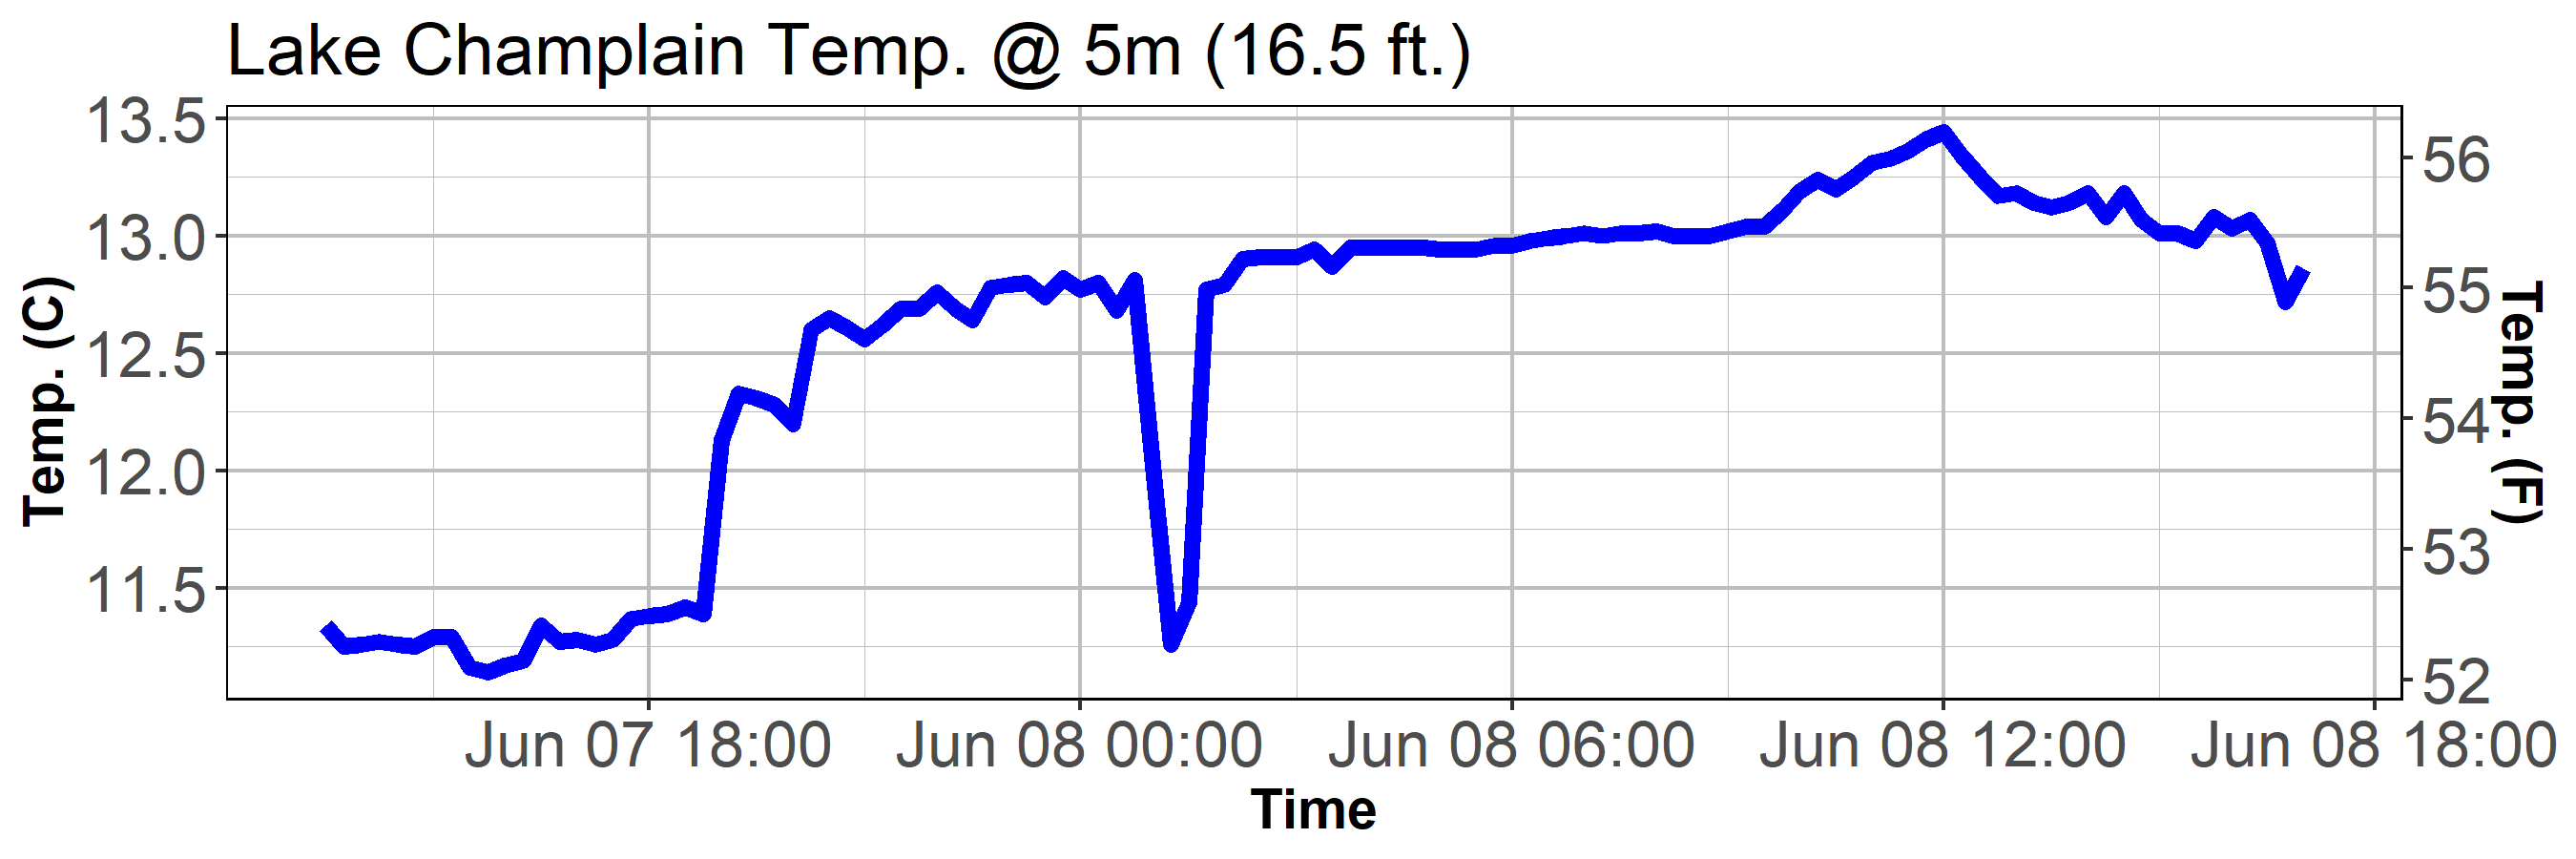 Lake Champlain Temp. @ 5m (16.5 ft.)
13.5
13.0
12.5
12.0
11.5
Temp. (C)
56
55
54
53
52
Temp. (F)
Jun 07 18:00 Jun 08 00:00 Jun 08 06:00 Jun 08 12:00 Jun 08 18:00
Time